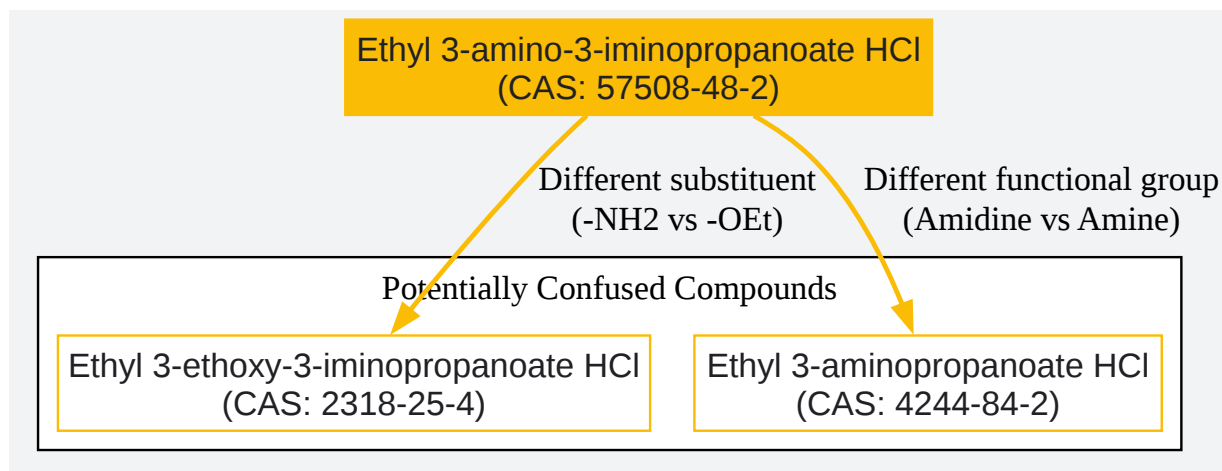 Ethyl 3-amino-3-iminopropanoate HCl
(CAS: 57508-48-2)
Different substituent
(-NH2 vs -OEt)
Different functional group
(Amidine vs Amine)
Potentially Confused Compounds
Ethyl 3-ethoxy-3-iminopropanoate HCl
(CAS: 2318-25-4)
Ethyl 3-aminopropanoate HCl
(CAS: 4244-84-2)